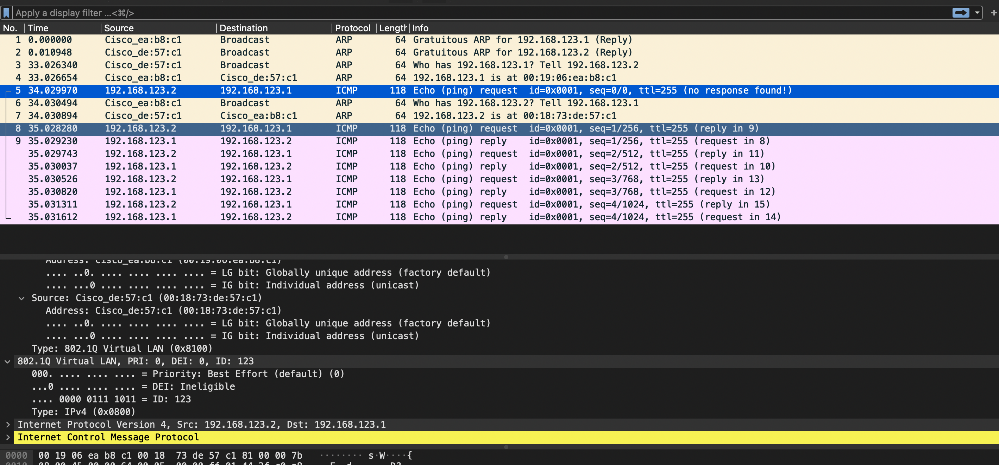 Apply a display filter ...<⌘/>
No. Time Source Destination Protocol Length Info
1 0.000000 Cisco_ea:b8:c1 Broadcast ARP 64 Gratuitous ARP for 192.168.123.1 (Reply)
2 0.010948 Cisco_de:57:c1 Broadcast ARP 64 Gratuitous ARP for 192.168.123.2 (Reply)
3 33.026340 Cisco_de:57:c1 Broadcast ARP 64 Who has 192.168.123.1? Tell 192.168.123.2
4 33.026654 Cisco_ea:b8:c1 Cisco_de:57:c1 ARP 64 192.168.123.1 is at 00:19:06:ea:b8:c1
5 34.029970 192.168.123.2 192.168.123.1 ICMP 118 Echo (ping) request id=0x0001, seq=0/0, ttl=255 (no response found!)
6 34.030494 Cisco_ea:b8:c1 Broadcast ARP 64 Who has 192.168.123.2? Tell 192.168.123.1
7 34.030894 Cisco_de:57:c1 Cisco_ea:b8:c1 ARP 64 192.168.123.2 is at 00:18:73:de:57:c1
8 35.028280 192.168.123.2 192.168.123.1 ICMP 118 Echo (ping) request id=0x0001, seq=1/256, ttl=255 (reply in 9)
9 35.029230 192.168.123.1 192.168.123.2 ICMP 118 Echo (ping) reply id=0x0001, seq=1/256, ttl=255 (request in 8)
35.029743 192.168.123.2 192.168.123.1 ICMP 118 Echo (ping) request id=0x0001, seq=2/512, ttl=255 (reply in 11)
35.030037 192.168.123.1 192.168.123.2 ICMP 118 Echo (ping) reply id=0x0001, seq=2/512, ttl=255 (request in 10)
35.030526 192.168.123.2 192.168.123.1 ICMP 118 Echo (ping) request id=0x0001, seq=3/768, ttl=255 (reply in 13)
35.030820 192.168.123.1 192.168.123.2 ICMP 118 Echo (ping) reply id=0x0001, seq=3/768, ttl=255 (request in 12)
35.031311 192.168.123.2 192.168.123.1 ICMP 118 Echo (ping) request id=0x0001, seq=4/1024, ttl=255 (reply in 15)
35.031612 192.168.123.1 192.168.123.2 ICMP 118 Echo (ping) reply id=0x0001, seq=4/1024, ttl=255 (request in 14)
Address: Cisco_ea:b8:c1 (00:19:06:ea:b8:c1)
.... ..0. .... .... .... .... = LG bit: Globally unique address (factory default)
.... ...0 .... .... .... .... = IG bit: Individual address (unicast)
Source: Cisco_de:57:c1 (00:18:73:de:57:c1)
Address: Cisco_de:57:c1 (00:18:73:de:57:c1)
.... ..0. .... .... .... .... = LG bit: Globally unique address (factory default)
.... ...0 .... .... .... .... = IG bit: Individual address (unicast)
Type: 802.1Q Virtual LAN (0x8100)
802.1Q Virtual LAN, PRI: 0, DEI: 0, ID: 123
000. .... .... .... = Priority: Best Effort (default) (0)
...0 .... .... .... = DEI: Ineligible
.... 0000 0111 1011 = ID: 123
Type: IPv4 (0x0800)
Internet Protocol Version 4, Src: 192.168.123.2, Dst: 192.168.123.1
Internet Control Message Protocol
0000 00 19 06 ea b8 c1 00 18 73 de 57 c1 81 00 00 7b ········ s·W····{